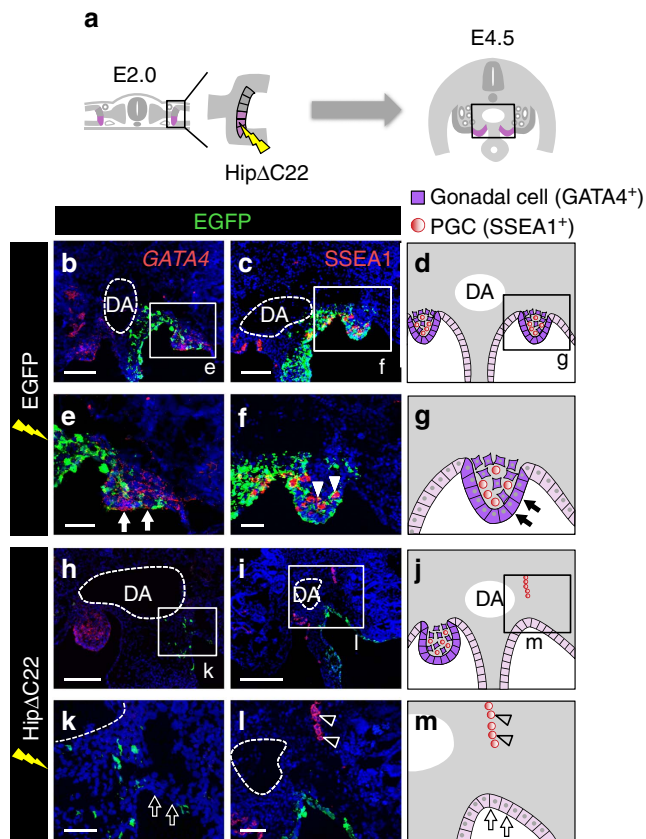 a
E2.0
E4.5
HipΔC22
Gonadal cell (GATA4⁺)
PGC (SSEA1⁺)
EGFP
EGFP
b GATA4
DA
e
c SSEA1
DA
f
d
DA
g
e
f
g
HipΔC22
h
DA
k
i
DA
l
j
DA
m
k
l
m